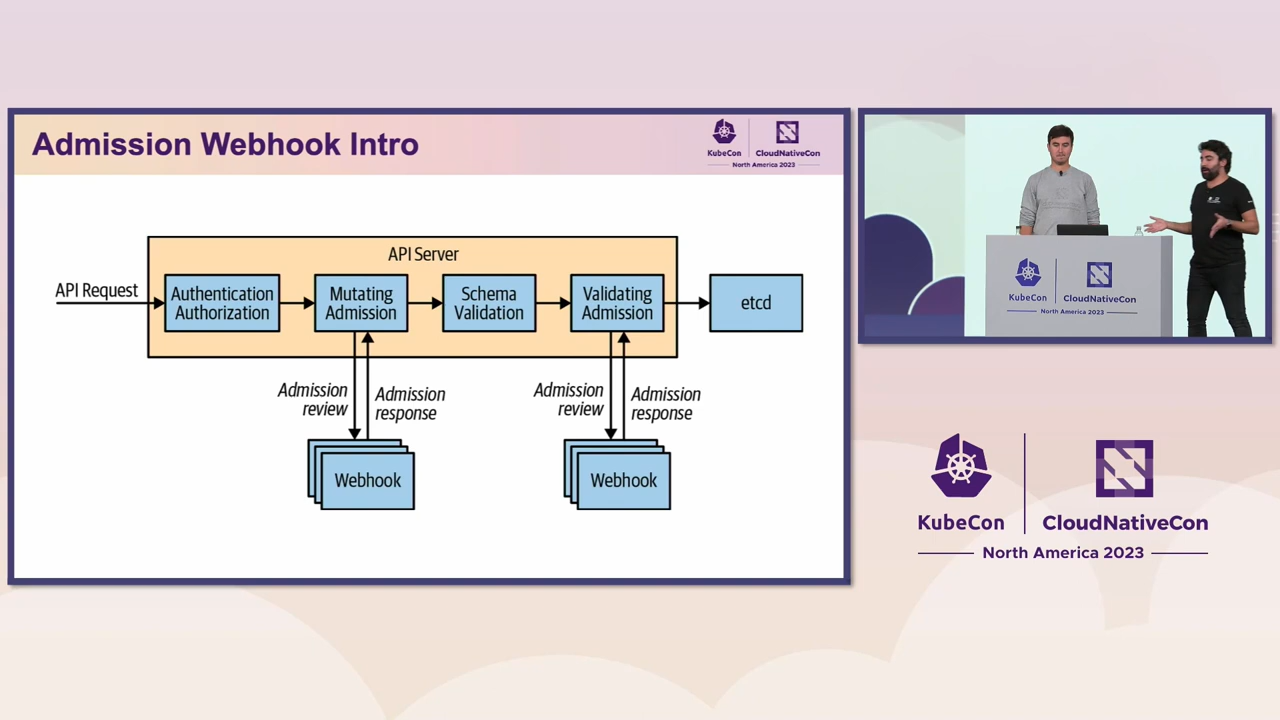 Admission Webhook Intro
KubeCon
CloudNativeCon
North America 2023
API Server
API Request
Authentication
Authorization
Mutating
Admission
Schema
Validation
Validating
Admission
etcd
Admission
review
Admission
response
Admission
review
Admission
response
Webhook
Webhook
KubeCon
CloudNativeCon
North America 2023
KubeCon
CloudNativeCon
North America 2023